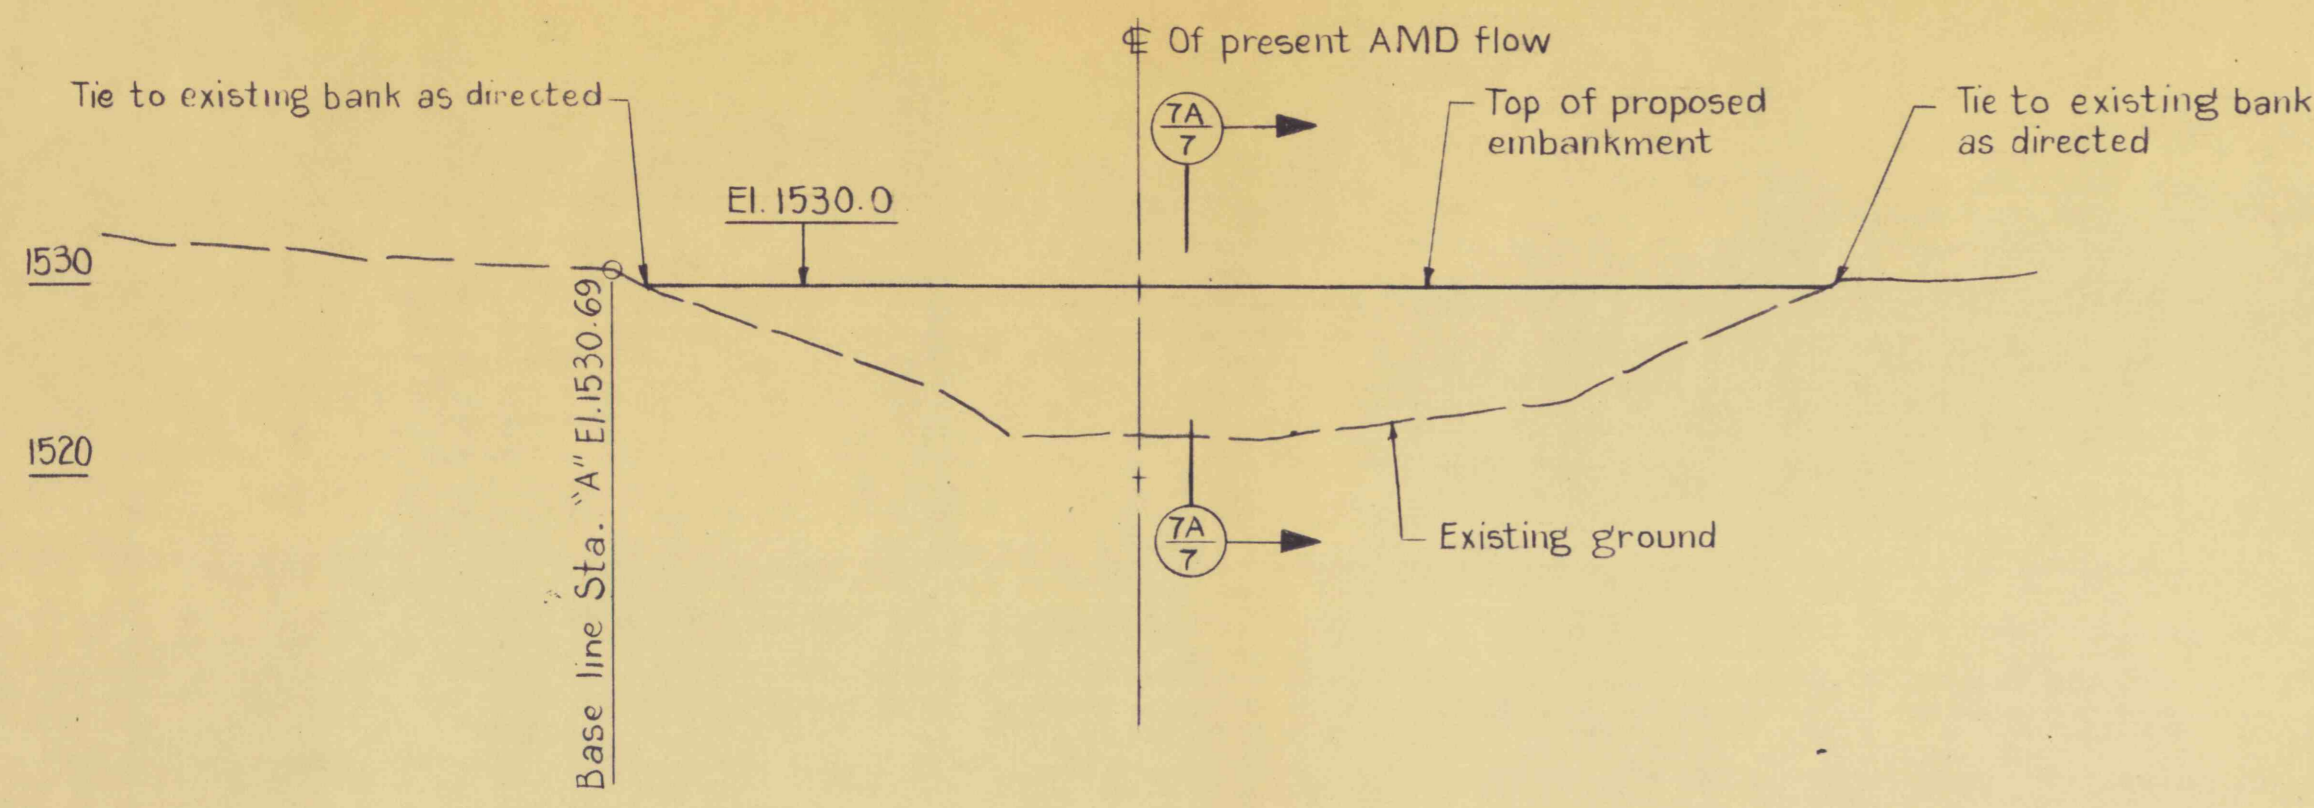 ℄ Of present AMD flow
Tie to existing bank as directed
7A
7
Top of proposed
embankment
Tie to existing bank
as directed
El. 1530.0
1530
1520
Base line Sta. "A" El. 1530.69
7A
7
Existing ground